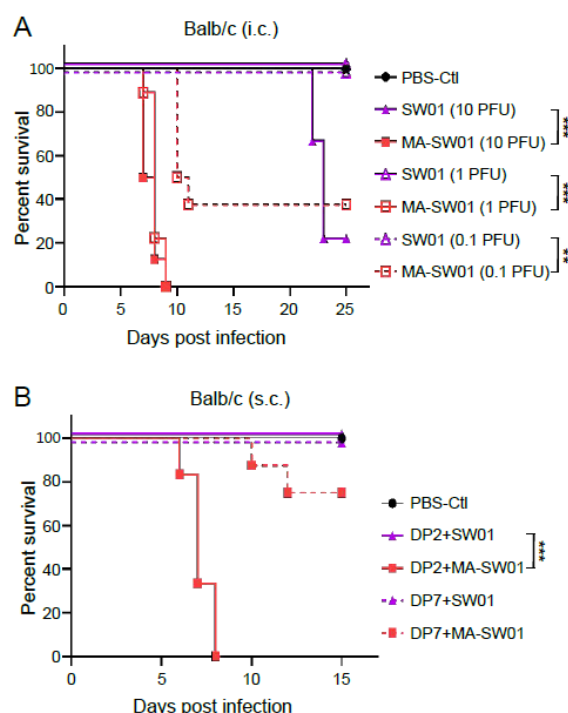 A
Balb/c (i.c.)
Percent survival
100
80
60
40
20
0
0 5 10 15 20 25
Days post infection
PBS-Ctl
SW01 (10 PFU)
MA-SW01 (10 PFU)
SW01 (1 PFU)
MA-SW01 (1 PFU)
SW01 (0.1 PFU)
MA-SW01 (0.1 PFU)
***
***
**
B
Balb/c (s.c.)
Percent survival
100
80
60
40
20
0
0 5 10 15
Days post infection
PBS-Ctl
DP2+SW01
DP2+MA-SW01
DP7+SW01
DP7+MA-SW01
***